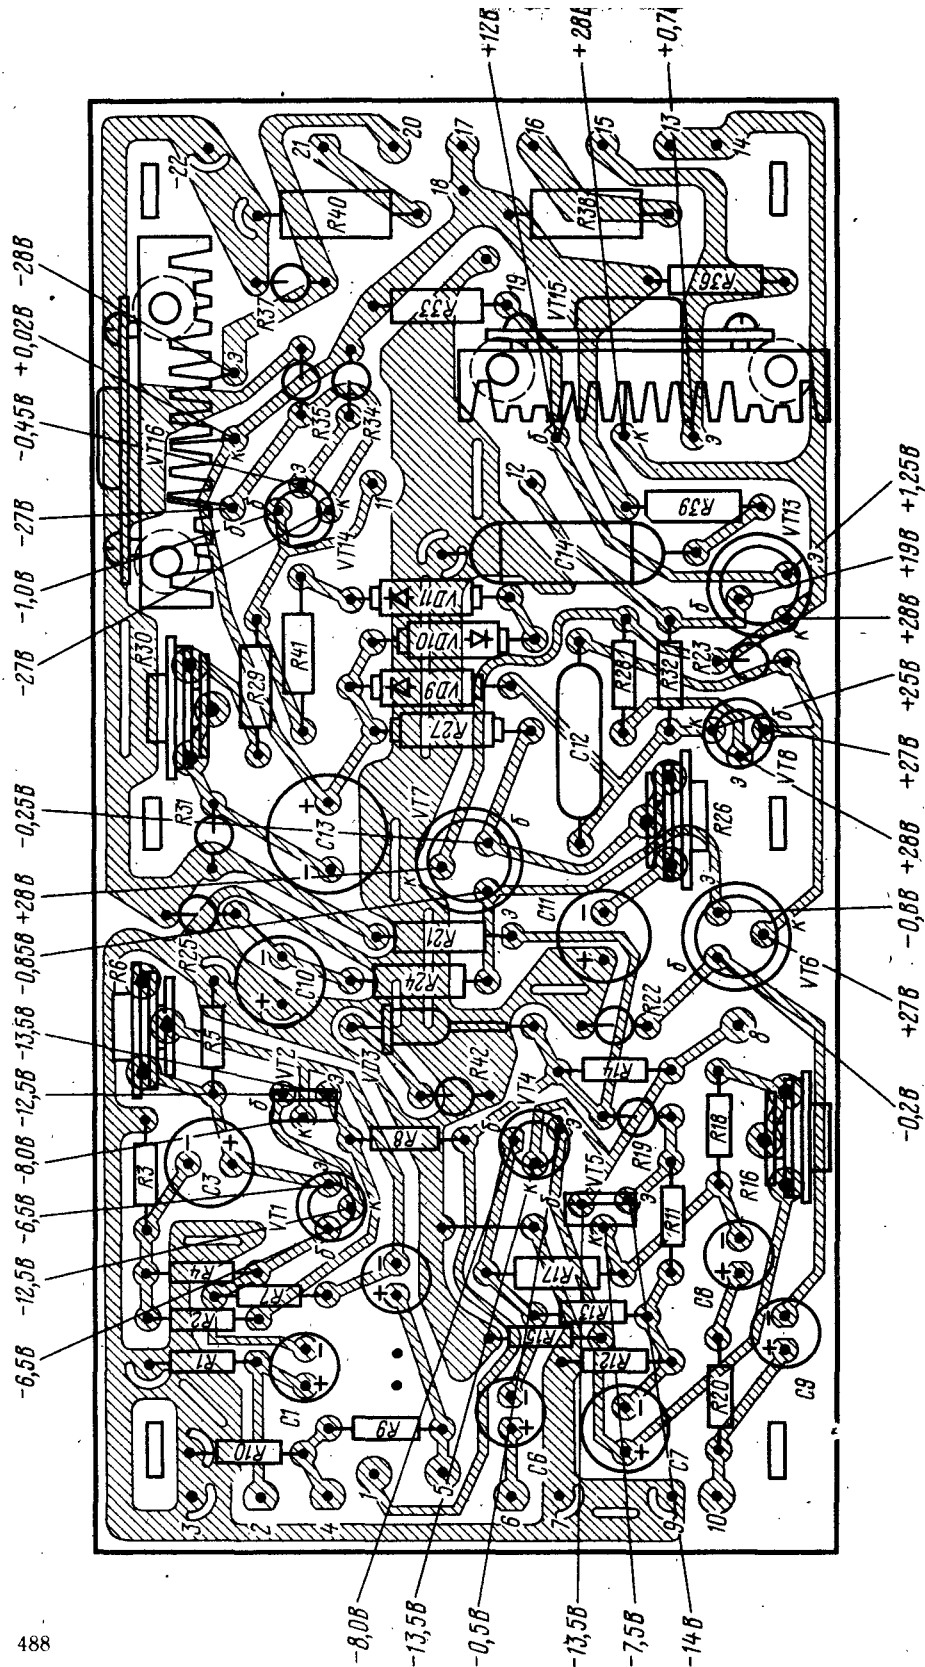 488
-6,5В
-12,5В
-6,5В
-8,0В
-12,5В
-13,5В
-0,85В
+28В
-0,25В
-27В
-1,0В
-27В
-0,45В
+0,02В
-28В
+12В
+28В
+0,7
-22
21
20
17
18
16
15
13
14
19
12
11
R40
R38
R36
R37
R33
VT15
VT16
R35
R34
VT14
Э
К
б
Э
б
К
б
К
Э
R39
VT13
C14
б
Э
К
VD11
VD10
VD9
R27
R41
R29
R30
R28
R32
R23
C12
VT8
К
б
Э
R26
R31
C13
+
−
VT7
К
б
Э
C11
−
+
VT6
К
б
Э
R21
R24
R25
R6
R5
C10
−
+
R22
8
VT2
б
Э
К
VD3
R42
R8
VT4
б
Э
К
R14
R19
R18
R16
VT5
б
Э
К
R11
R3
C3
−
+
VT1
Э
К
б
R4
R7
R2
R1
−
+
R17
R13
R15
R12
C8
−
+
C9
+
−
R20
C1
−
+
R9
R10
C6
−
+
C7
−
+
3
2
4
1
5
6
7
9
10
+1,25В
+19В
+28В
+25В
+27В
+28В
-0,8В
+27В
-0,2В
-8,0В
-13,5В
-0,5В
-13,5В
-7,5В
-14В